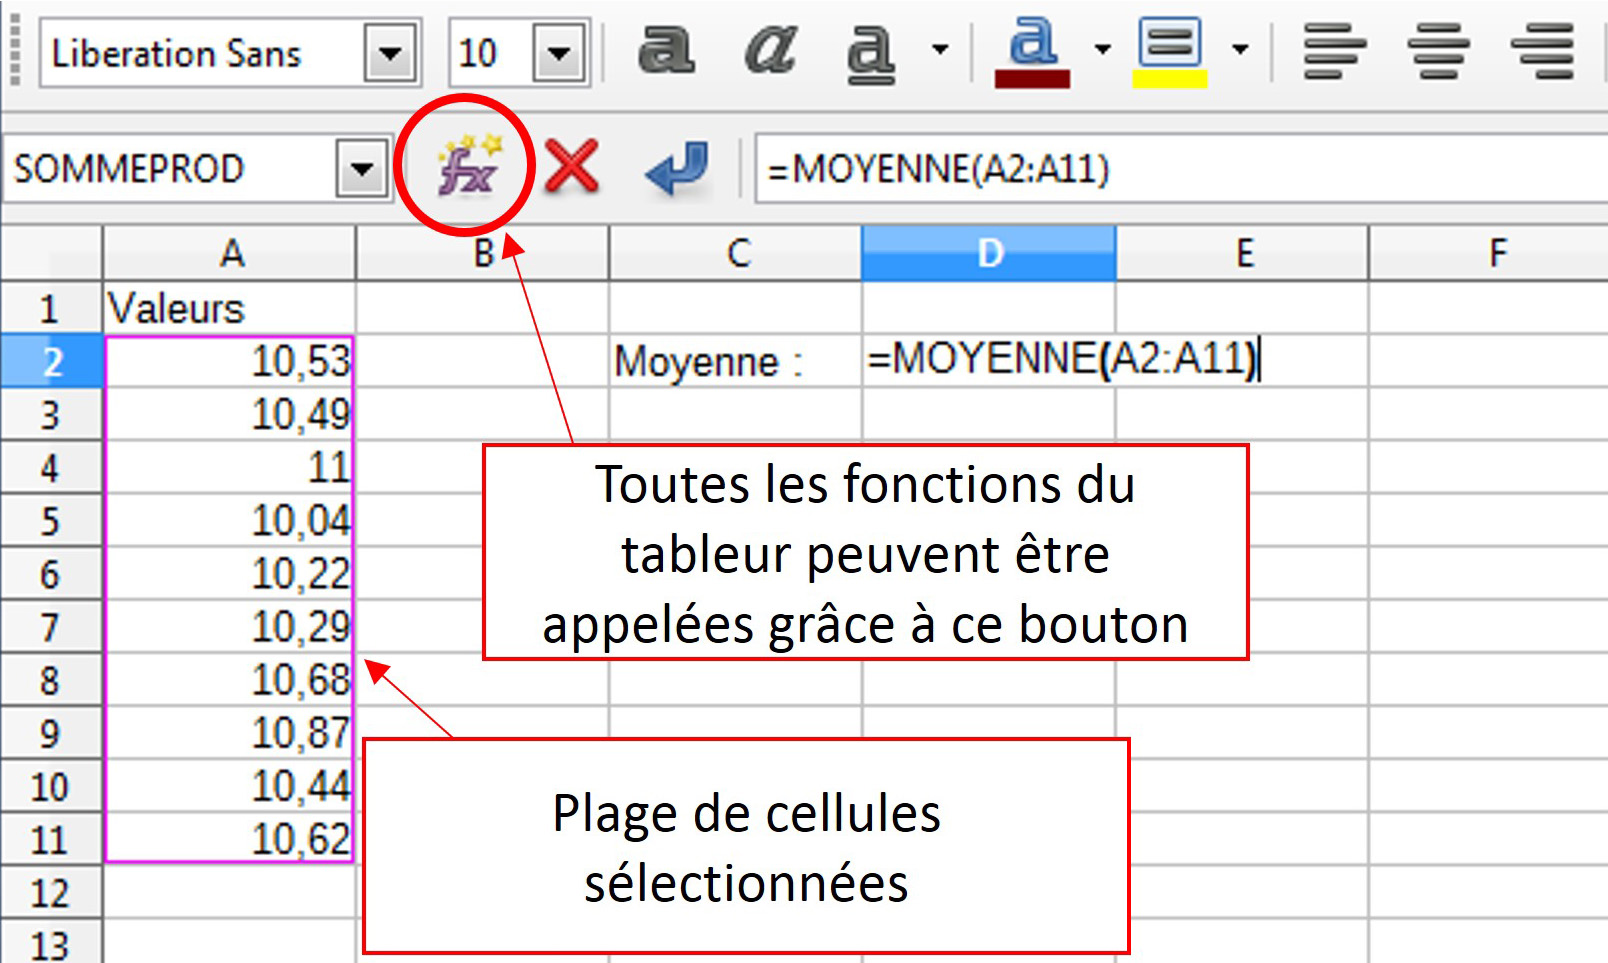 Liberation Sans 10 a a a a
SOMMEPROD fx =MOYENNE(A2:A11)
A B C D E F
1 Valeurs
2 10,53 Moyenne : =MOYENNE(A2:A11)
3 10,49
4 11
5 10,04
6 10,22
7 10,29
8 10,68
9 10,87
10 10,44
11 10,62
12
13
Toutes les fonctions du
tableur peuvent être
appelées grâce à ce bouton
Plage de cellules
sélectionnées